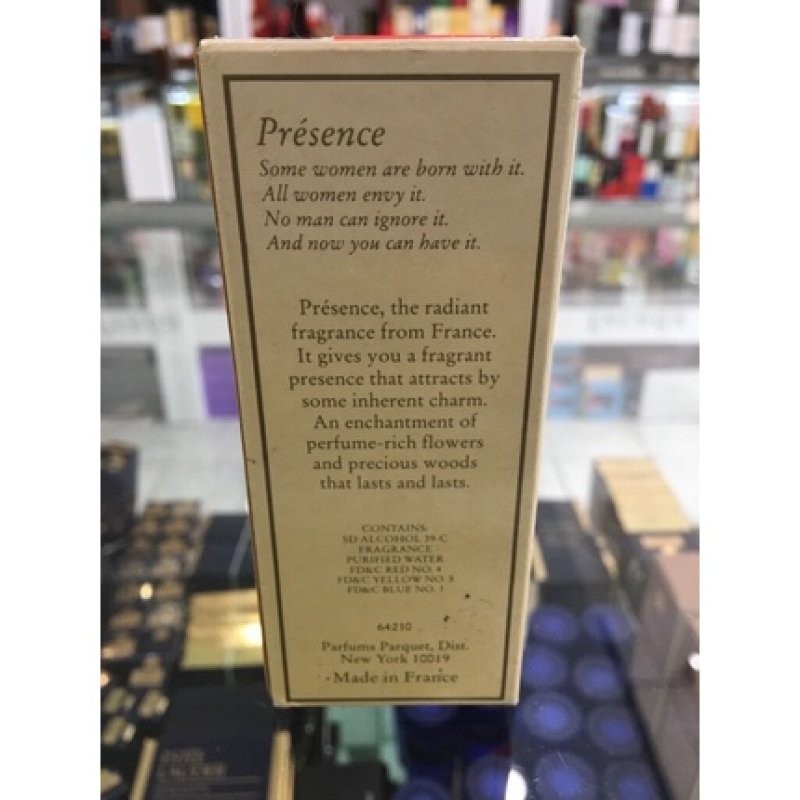 Présence
Some women are born with it.
All women envy it.
No man can ignore it.
And now you can have it.
Présence, the radiant
fragrance from France.
It gives you a fragrant
presence that attracts by
some inherent charm.
An enchantment of
perfume-rich flowers
and precious woods
that lasts and lasts.
CONTAINS:
SD ALCOHOL 39-C
FRAGRANCE
PURIFIED WATER
FD&C RED NO. 4
FD&C YELLOW NO. 5
FD&C BLUE NO. 1
64210
Parfums Parquet, Dist.
New York 10019
Made in France